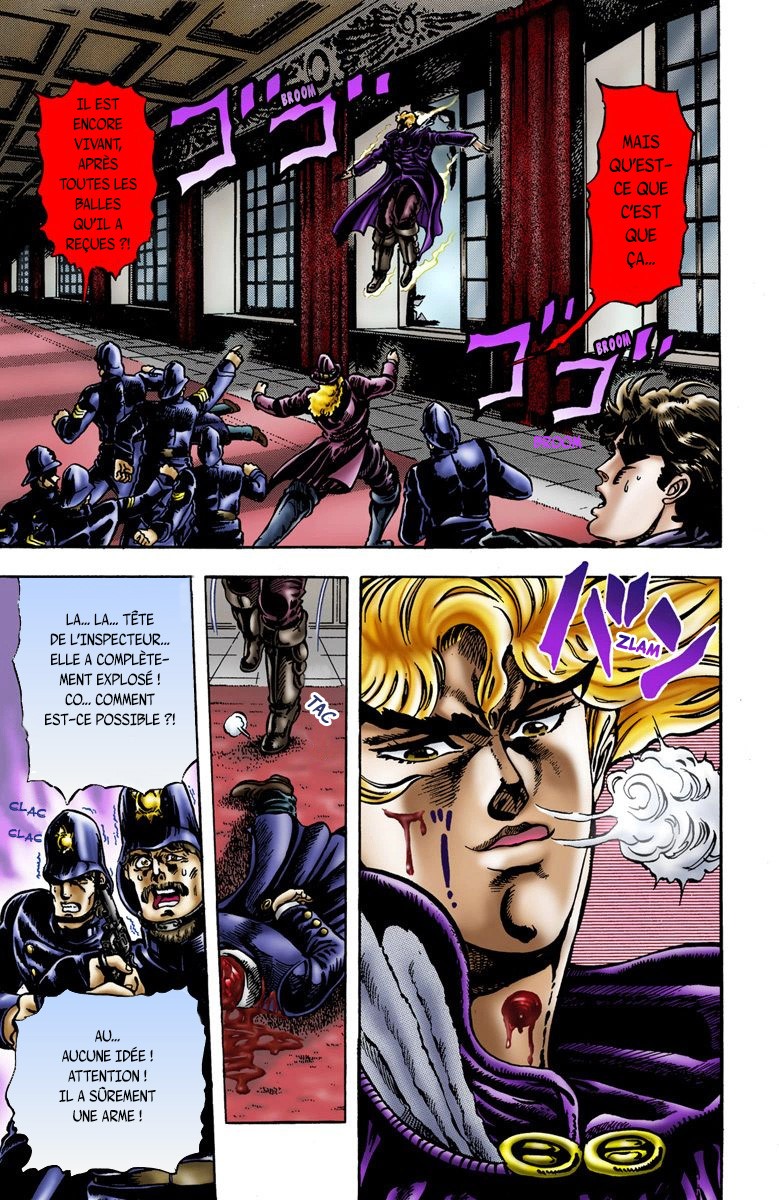 IL EST
ENCORE
VIVANT,
APRÈS
TOUTES LES
BALLES
QU'IL A
REÇUES ?!
ゴゴ
BROOM
MAIS
QU'EST-
CE QUE
C'EST
QUE
ÇA...
ゴゴ
BROOM
BROOM
LA... LA... TÊTE
DE L'INSPECTEUR...
ELLE A COMPLÈTE-
MENT EXPLOSÉ !
CO... COMMENT
EST-CE POSSIBLE ?!
CLAC
CLAC
AU...
AUCUNE IDÉE !
ATTENTION !
IL A SÛREMENT
UNE ARME !
TAC
バン
ZLAM